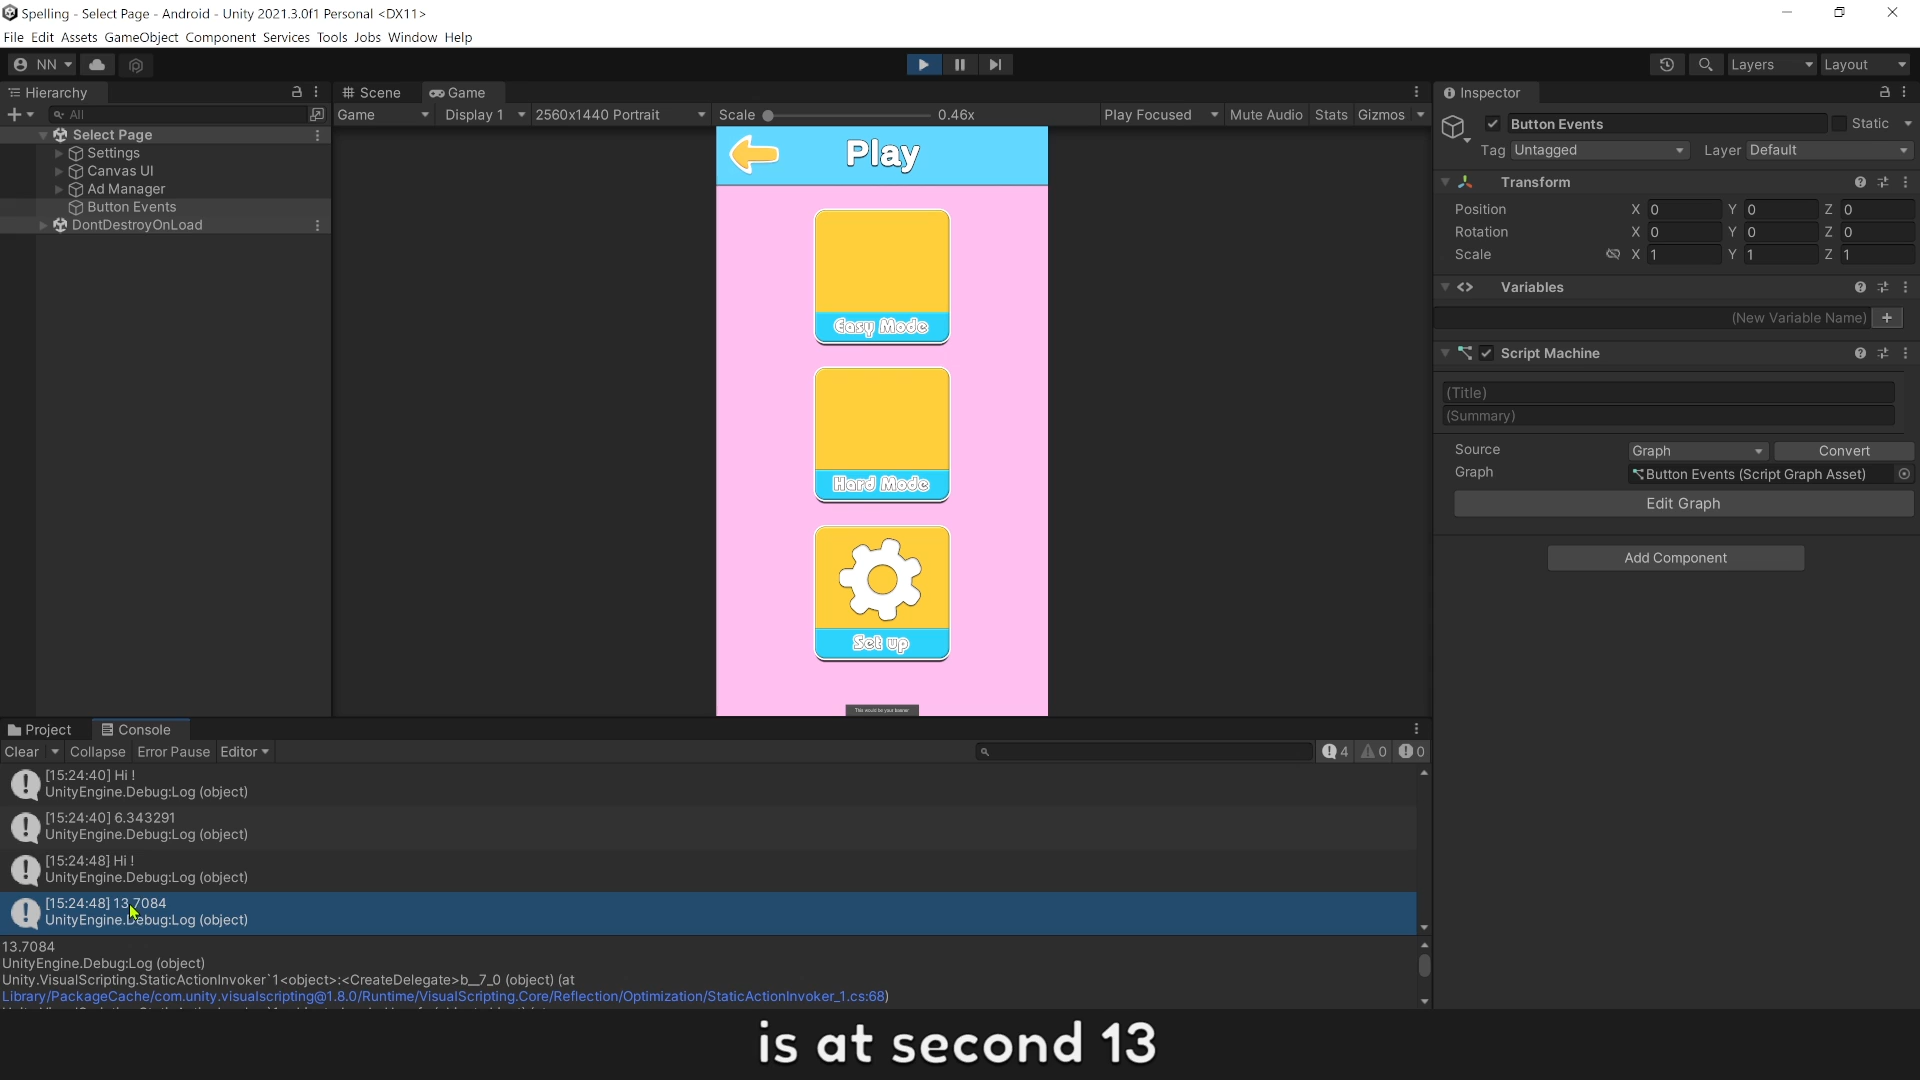 Spelling - Select Page - Android - Unity 2021.3.0f1 Personal <DX11>
File Edit Assets GameObject Component Services Tools Jobs Window Help
NN
Layers
Layout
Hierarchy
Scene
Game
Inspector
All
Game
Display 1
2560x1440 Portrait
Scale
0.46x
Play Focused
Mute Audio
Stats
Gizmos
Select Page
Settings
Canvas UI
Ad Manager
Button Events
DontDestroyOnLoad
Play
Easy Mode
Hard Mode
Set up
This would be your banner
Button Events
Static
Tag Untagged
Layer Default
Transform
Position X 0 Y 0 Z 0
Rotation X 0 Y 0 Z 0
Scale X 1 Y 1 Z 1
Variables
(New Variable Name) +
Script Machine
(Title)
(Summary)
Source Graph Convert
Graph Button Events (Script Graph Asset)
Edit Graph
Add Component
Project
Console
Clear
Collapse
Error Pause
Editor
4
0
0
[15:24:40] Hi !
UnityEngine.Debug:Log (object)
[15:24:40] 6.343291
UnityEngine.Debug:Log (object)
[15:24:48] Hi !
UnityEngine.Debug:Log (object)
[15:24:48] 13.7084
UnityEngine.Debug:Log (object)
13.7084
UnityEngine.Debug:Log (object)
Unity.VisualScripting.StaticActionInvoker`1<object>:<CreateDelegate>b__7_0 (object) (at
Library/PackageCache/com.unity.visualscripting@1.8.0/Runtime/VisualScripting.Core/Reflection/Optimization/StaticActionInvoker_1.cs:68)
is at second 13